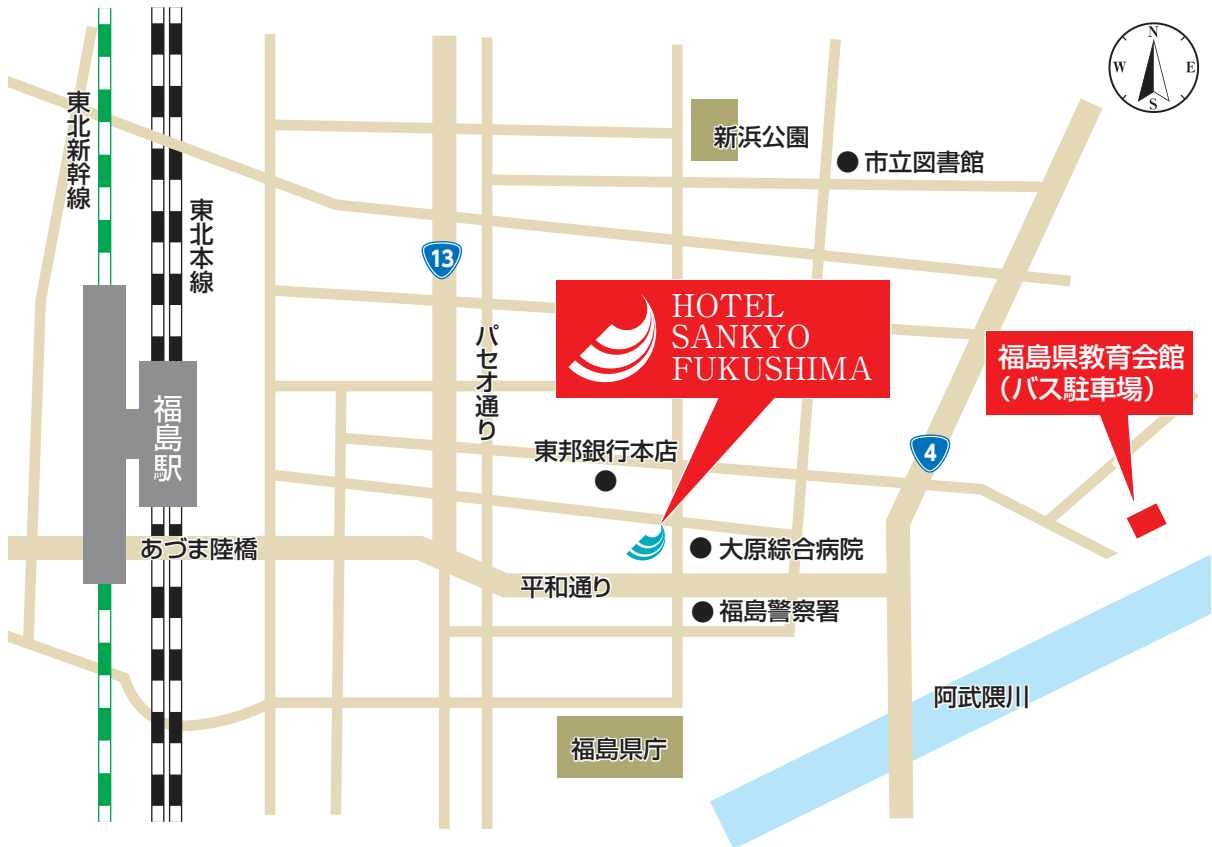 N
W
E
S
東北新幹線
新浜公園
市立図書館
東北本線
13
HOTEL
SANKYO
FUKUSHIMA
パセオ通り
福島県教育会館
(バス駐車場)
福島駅
東邦銀行本店
4
あづま陸橋
大原綜合病院
平和通り
福島警察署
阿武隈川
福島県庁